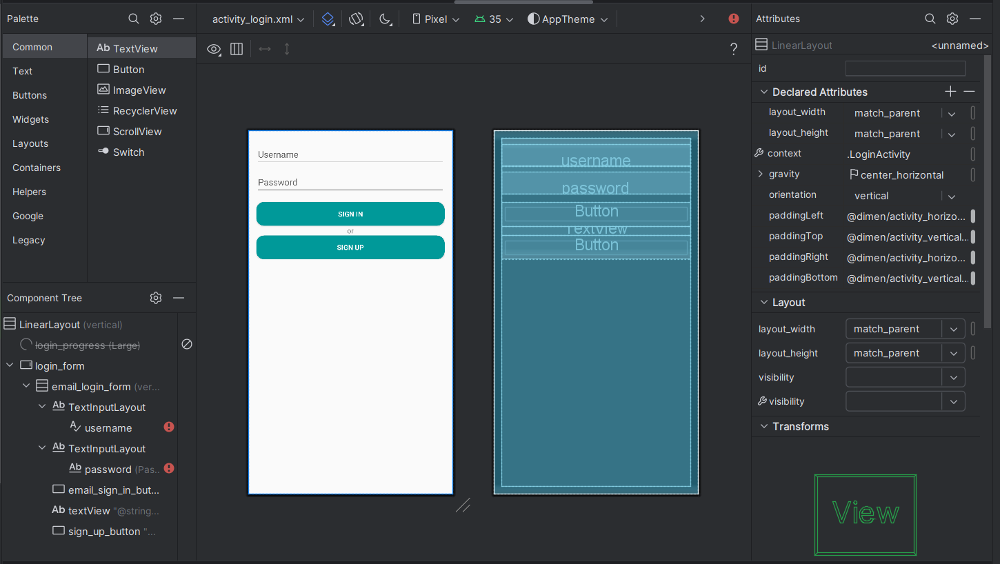 Palette
activity_login.xml
Pixel
35
AppTheme
Attributes
Common
Text
Buttons
Widgets
Layouts
Containers
Helpers
Google
Legacy
Ab TextView
Button
ImageView
RecyclerView
ScrollView
Switch
?
Username
Password
SIGN IN
or
SIGN UP
username
password
Button
TextView
Button
Component Tree
LinearLayout (vertical)
login_progress (Large)
login_form
email_login_form (ver...
Ab TextInputLayout
username
Ab TextInputLayout
Ab password (Pas..
email_sign_in_but...
Ab textView "@string...
sign_up_button "...
LinearLayout <unnamed>
id
Declared Attributes
layout_width match_parent
layout_height match_parent
context .LoginActivity
gravity center_horizontal
orientation vertical
paddingLeft @dimen/activity_horizo...
paddingTop @dimen/activity_vertical...
paddingRight @dimen/activity_horizo...
paddingBottom @dimen/activity_vertical...
Layout
layout_width match_parent
layout_height match_parent
visibility
visibility
Transforms
View